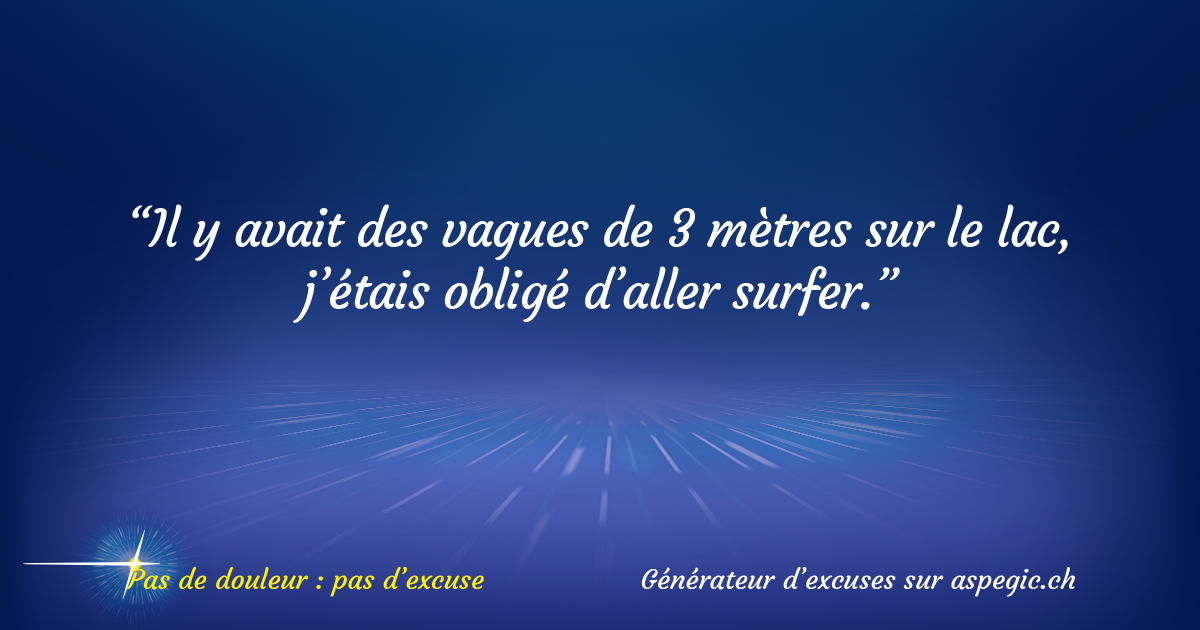 “Il y avait des vagues de 3 mètres sur le lac,
j’étais obligé d’aller surfer.”
Pas de douleur : pas d’excuse
Générateur d’excuses sur aspegic.ch